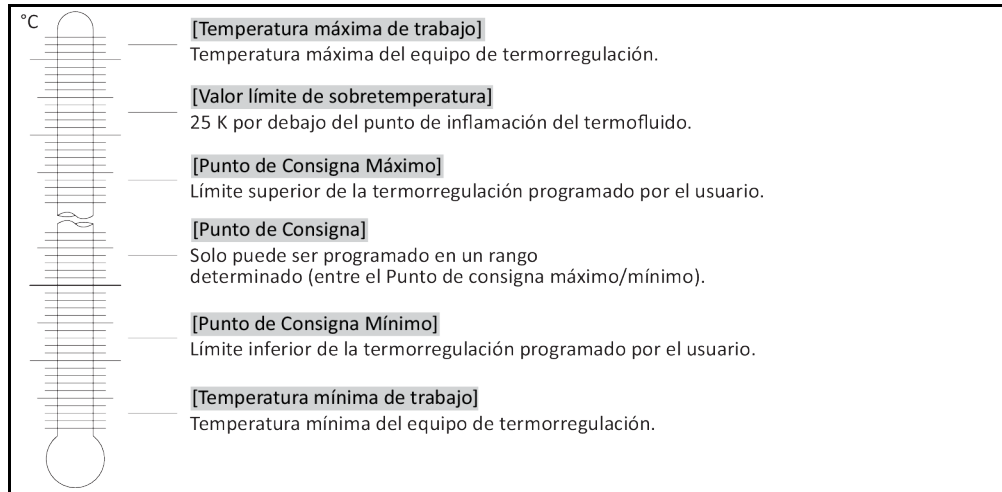 °C
[Temperatura máxima de trabajo]
Temperatura máxima del equipo de termorregulación.
[Valor límite de sobretemperatura]
25 K por debajo del punto de inflamación del termofluido.
[Punto de Consigna Máximo]
Límite superior de la termorregulación programado por el usuario.
[Punto de Consigna]
Solo puede ser programado en un rango
determinado (entre el Punto de consigna máximo/mínimo).
[Punto de Consigna Mínimo]
Límite inferior de la termorregulación programado por el usuario.
[Temperatura mínima de trabajo]
Temperatura mínima del equipo de termorregulación.